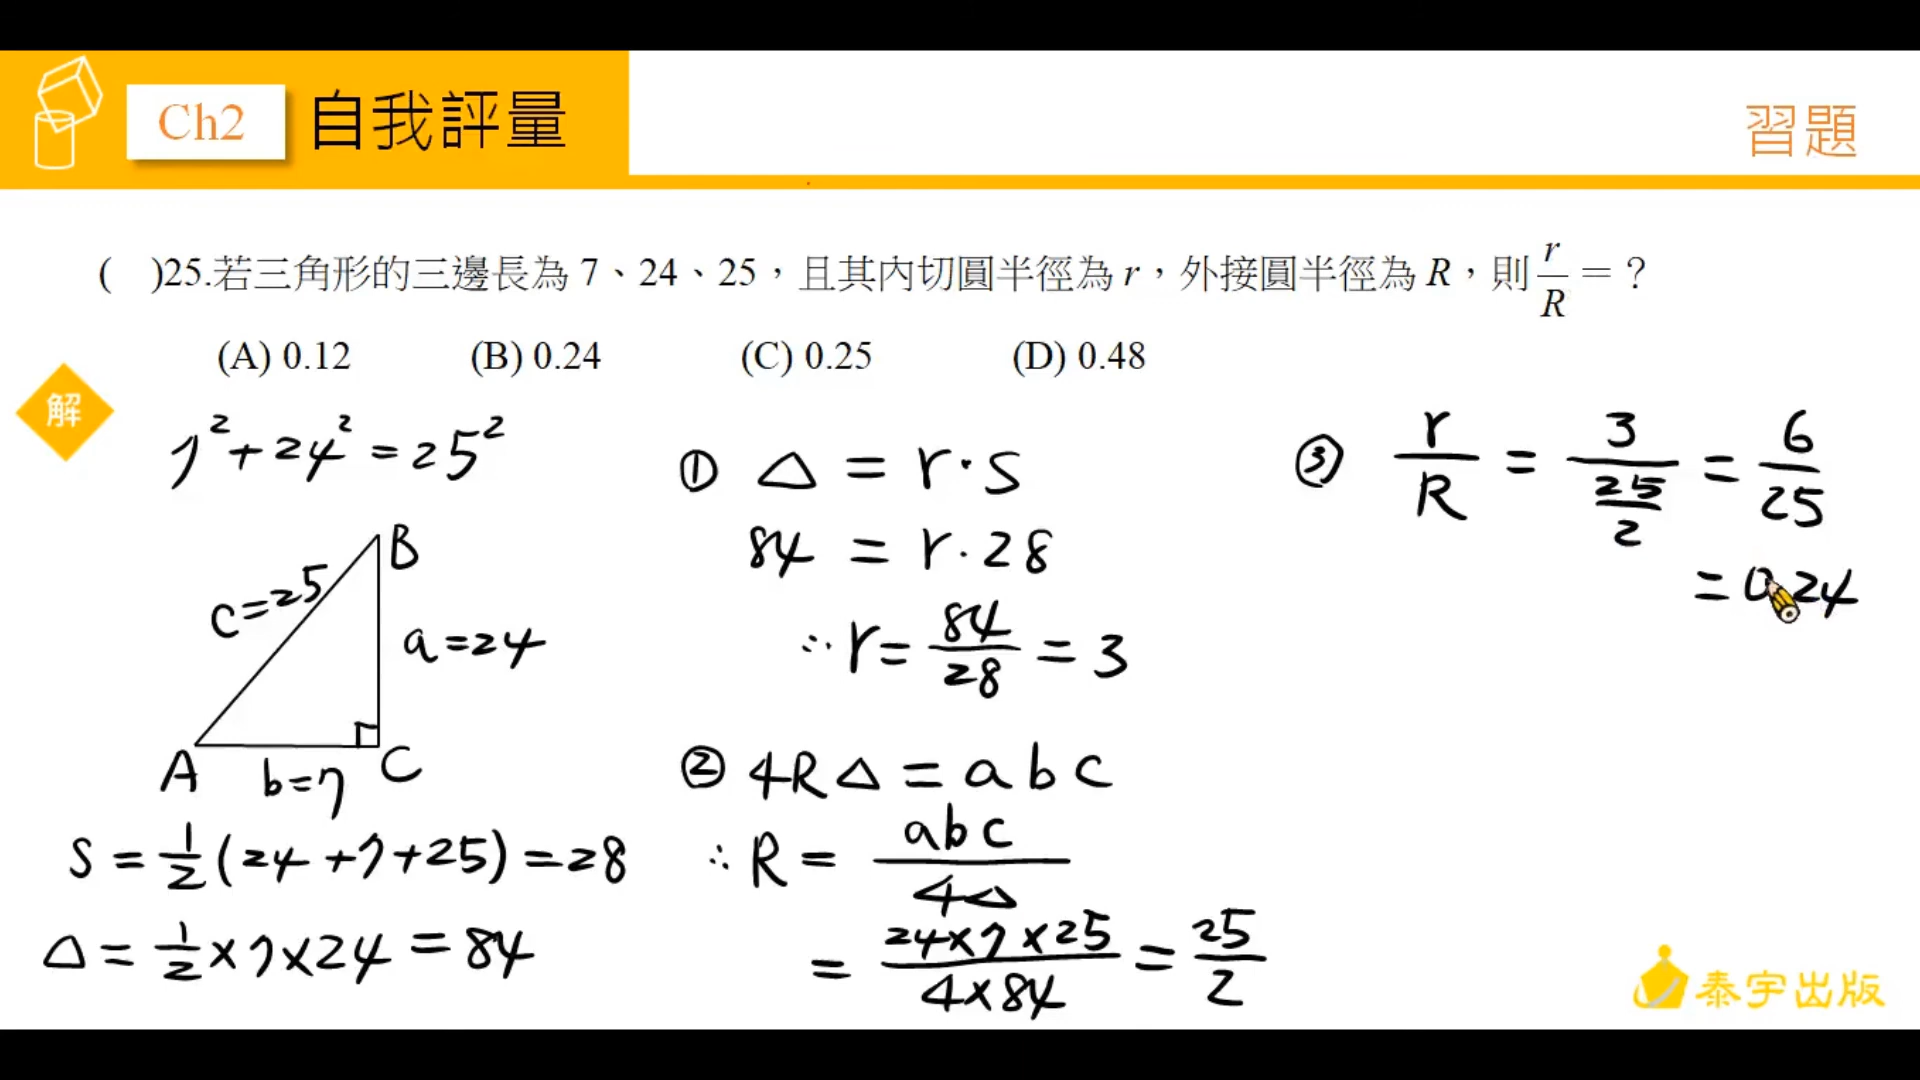 Ch2 自我評量
習題
( )25.若三角形的三邊長為 7、24、25，且其內切圓半徑為 r，外接圓半徑為 R，則 r/R = ?
(A) 0.12 (B) 0.24 (C) 0.25 (D) 0.48
解
7² + 24² = 25²
B
c=25
a=24
A
b=7
C
S = 1/2 (24+7+25) = 28
△ = 1/2 × 7 × 24 = 84
① △ = r·s
84 = r·28
∴ r = 84/28 = 3
② 4R△ = abc
∴ R = abc/4△
= 24×7×25/4×84 = 25/2
③ r/R = 3/(25/2) = 6/25
= 0.24
泰宇出版